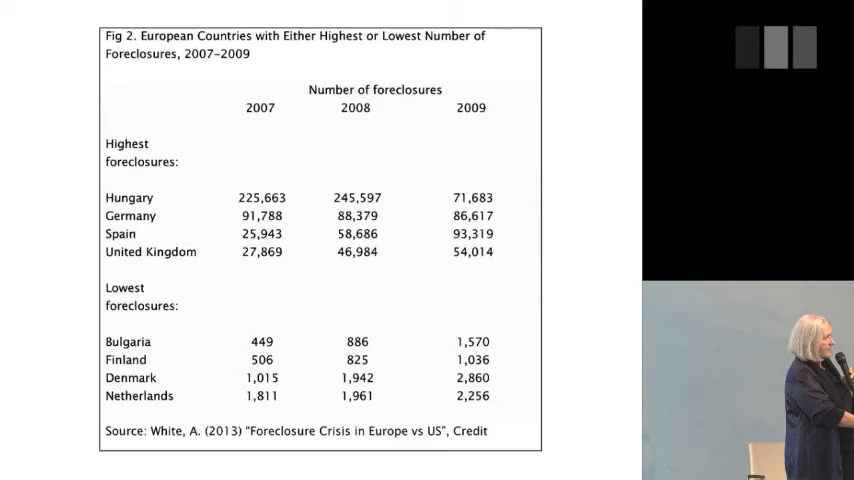 Fig 2. European Countries with Either Highest or Lowest Number of
Foreclosures, 2007-2009
Number of foreclosures
2007 2008 2009
Highest
foreclosures:
Hungary 225,663 245,597 71,683
Germany 91,788 88,379 86,617
Spain 25,943 58,686 93,319
United Kingdom 27,869 46,984 54,014
Lowest
foreclosures:
Bulgaria 449 886 1,570
Finland 506 825 1,036
Denmark 1,015 1,942 2,860
Netherlands 1,811 1,961 2,256
Source: White, A. (2013) "Foreclosure Crisis in Europe vs US", Credit